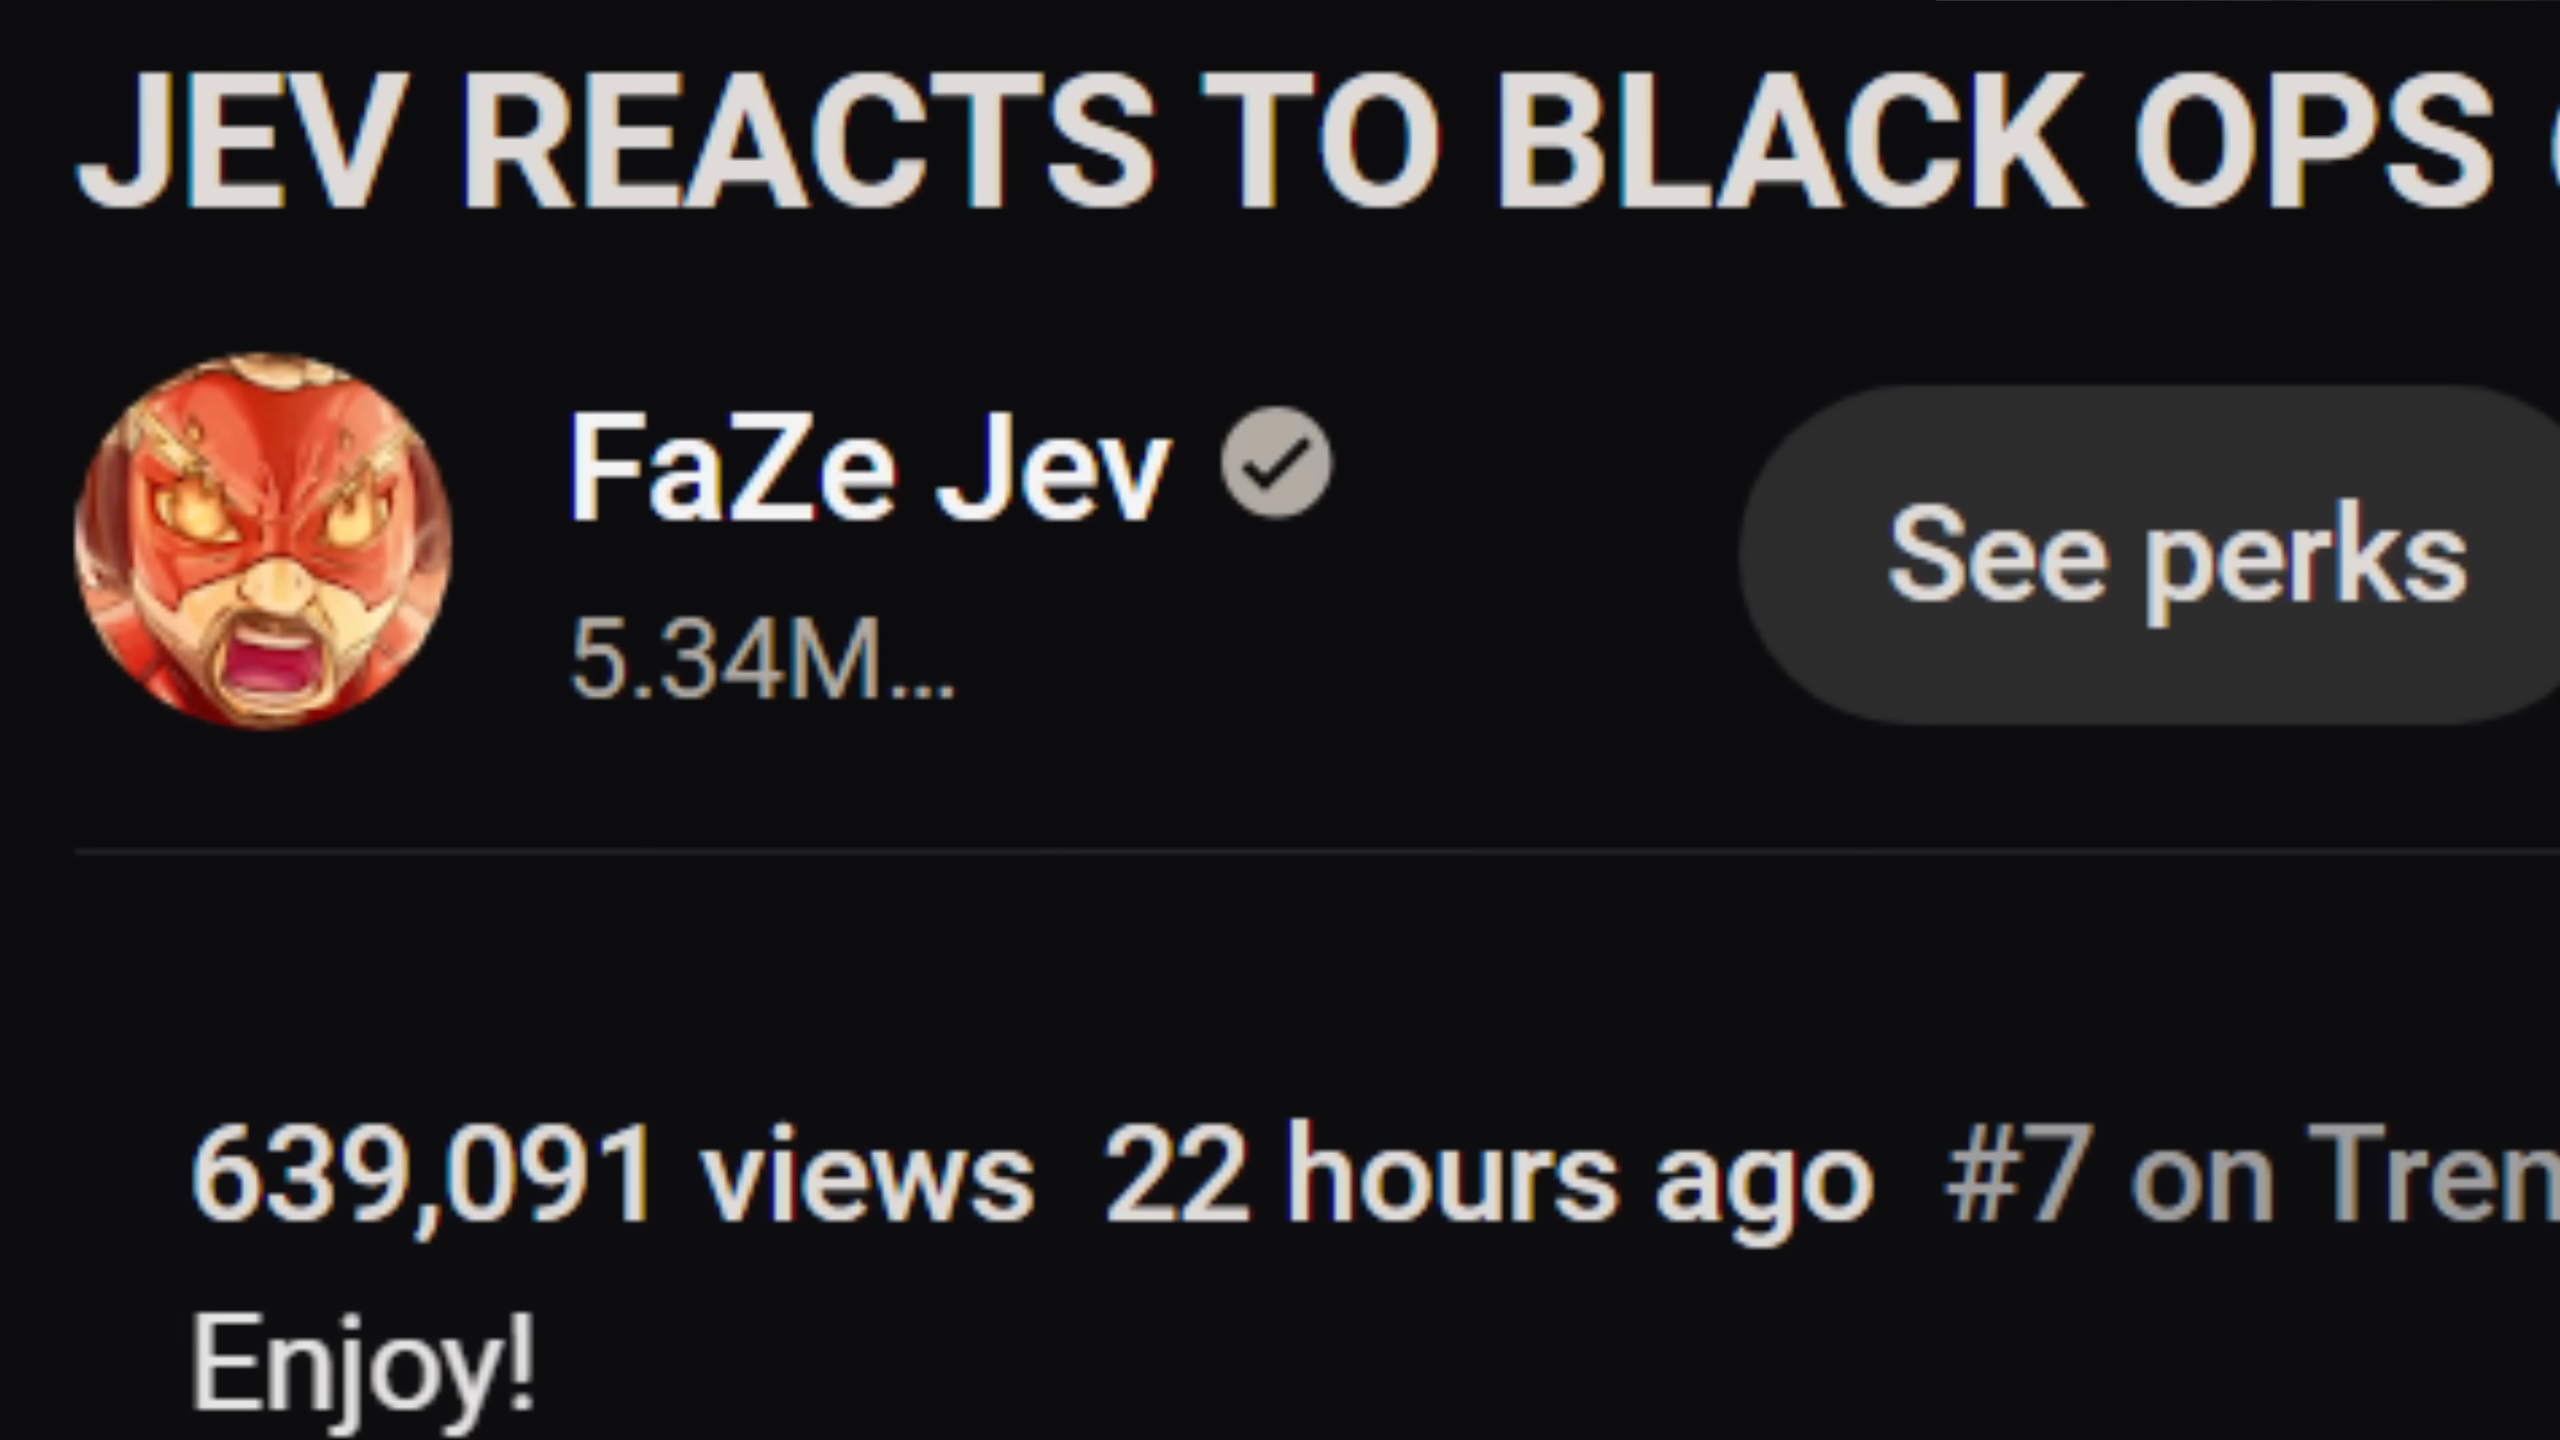 JEV REACTS TO BLACK OPS
FaZe Jev
5.34M...
See perks
639,091 views 22 hours ago #7 on Tren
Enjoy!